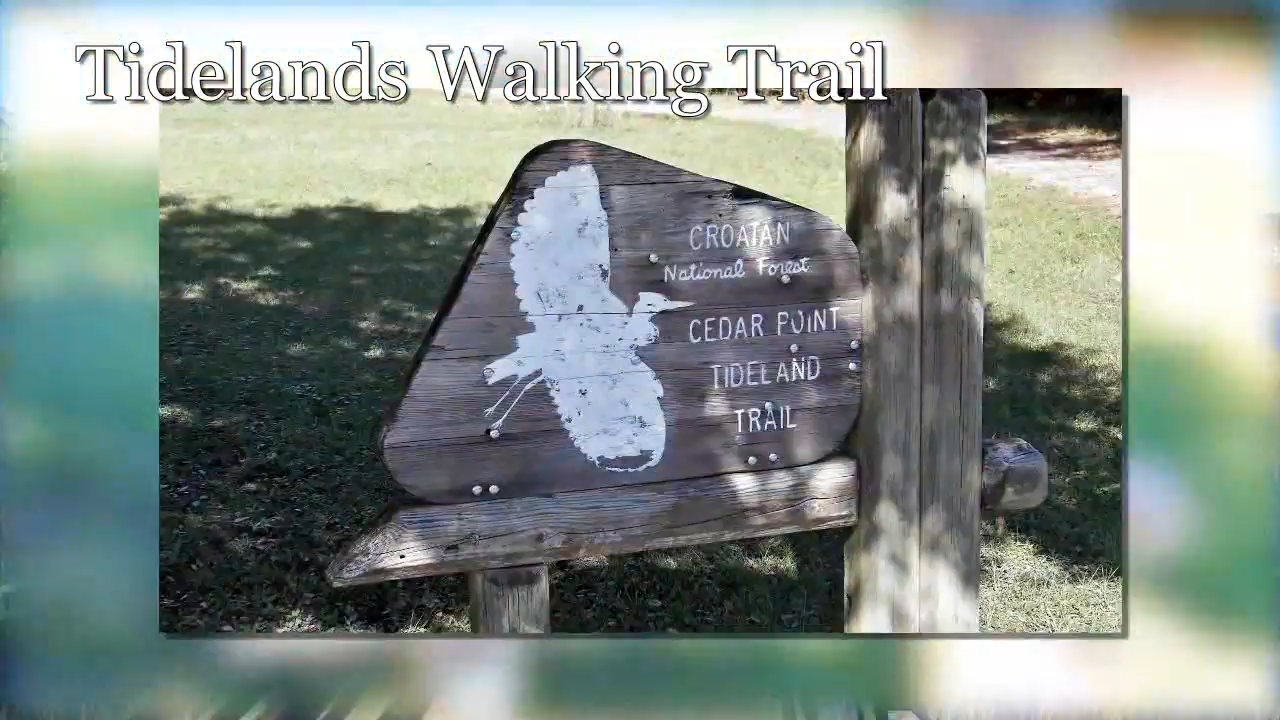 Tidelands Walking Trail
CROATAN
National Forest
CEDAR POINT
TIDELAND
TRAIL